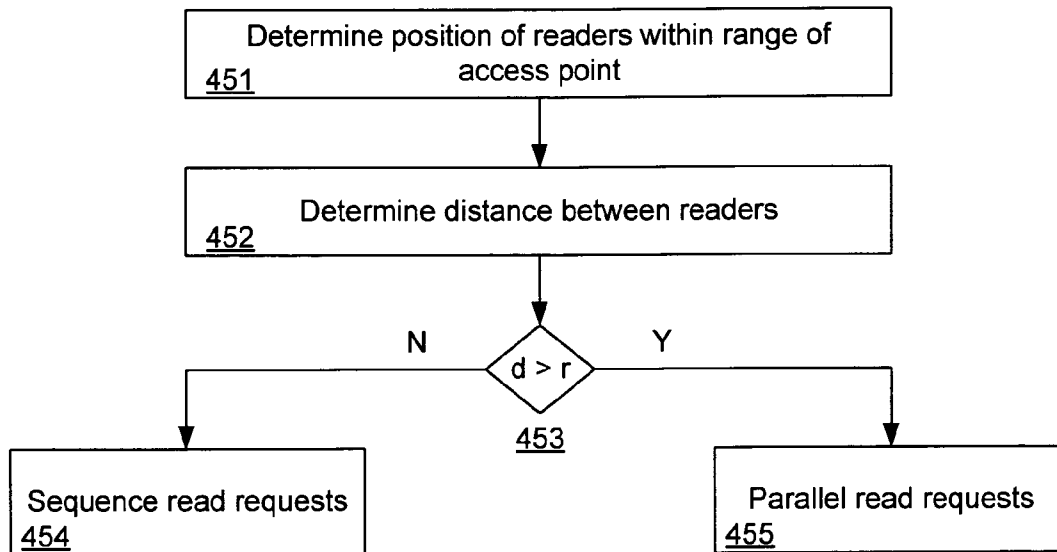 Determine position of readers within range of
access point
451
Determine distance between readers
452
N
Y
d > r
453
Sequence read requests
454
Parallel read requests
455